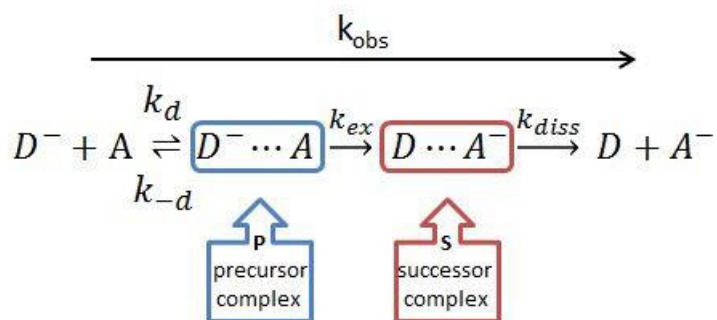 k_obs
k_d k_ex k_diss
D⁻ + A ⇌ D⁻ ⋯ A → D ⋯ A⁻ → D + A⁻
k_-d
P
precursor
complex
S
successor
complex